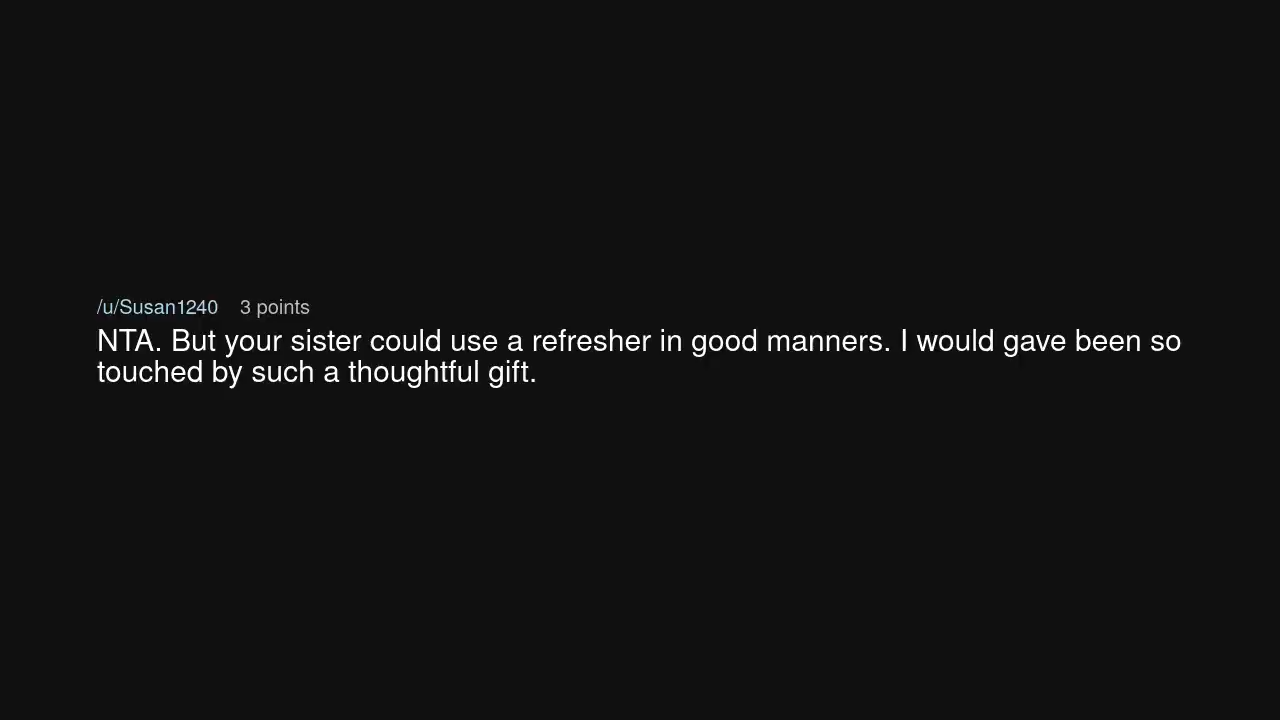 /u/Susan1240 3 points
NTA. But your sister could use a refresher in good manners. I would gave been so
touched by such a thoughtful gift.